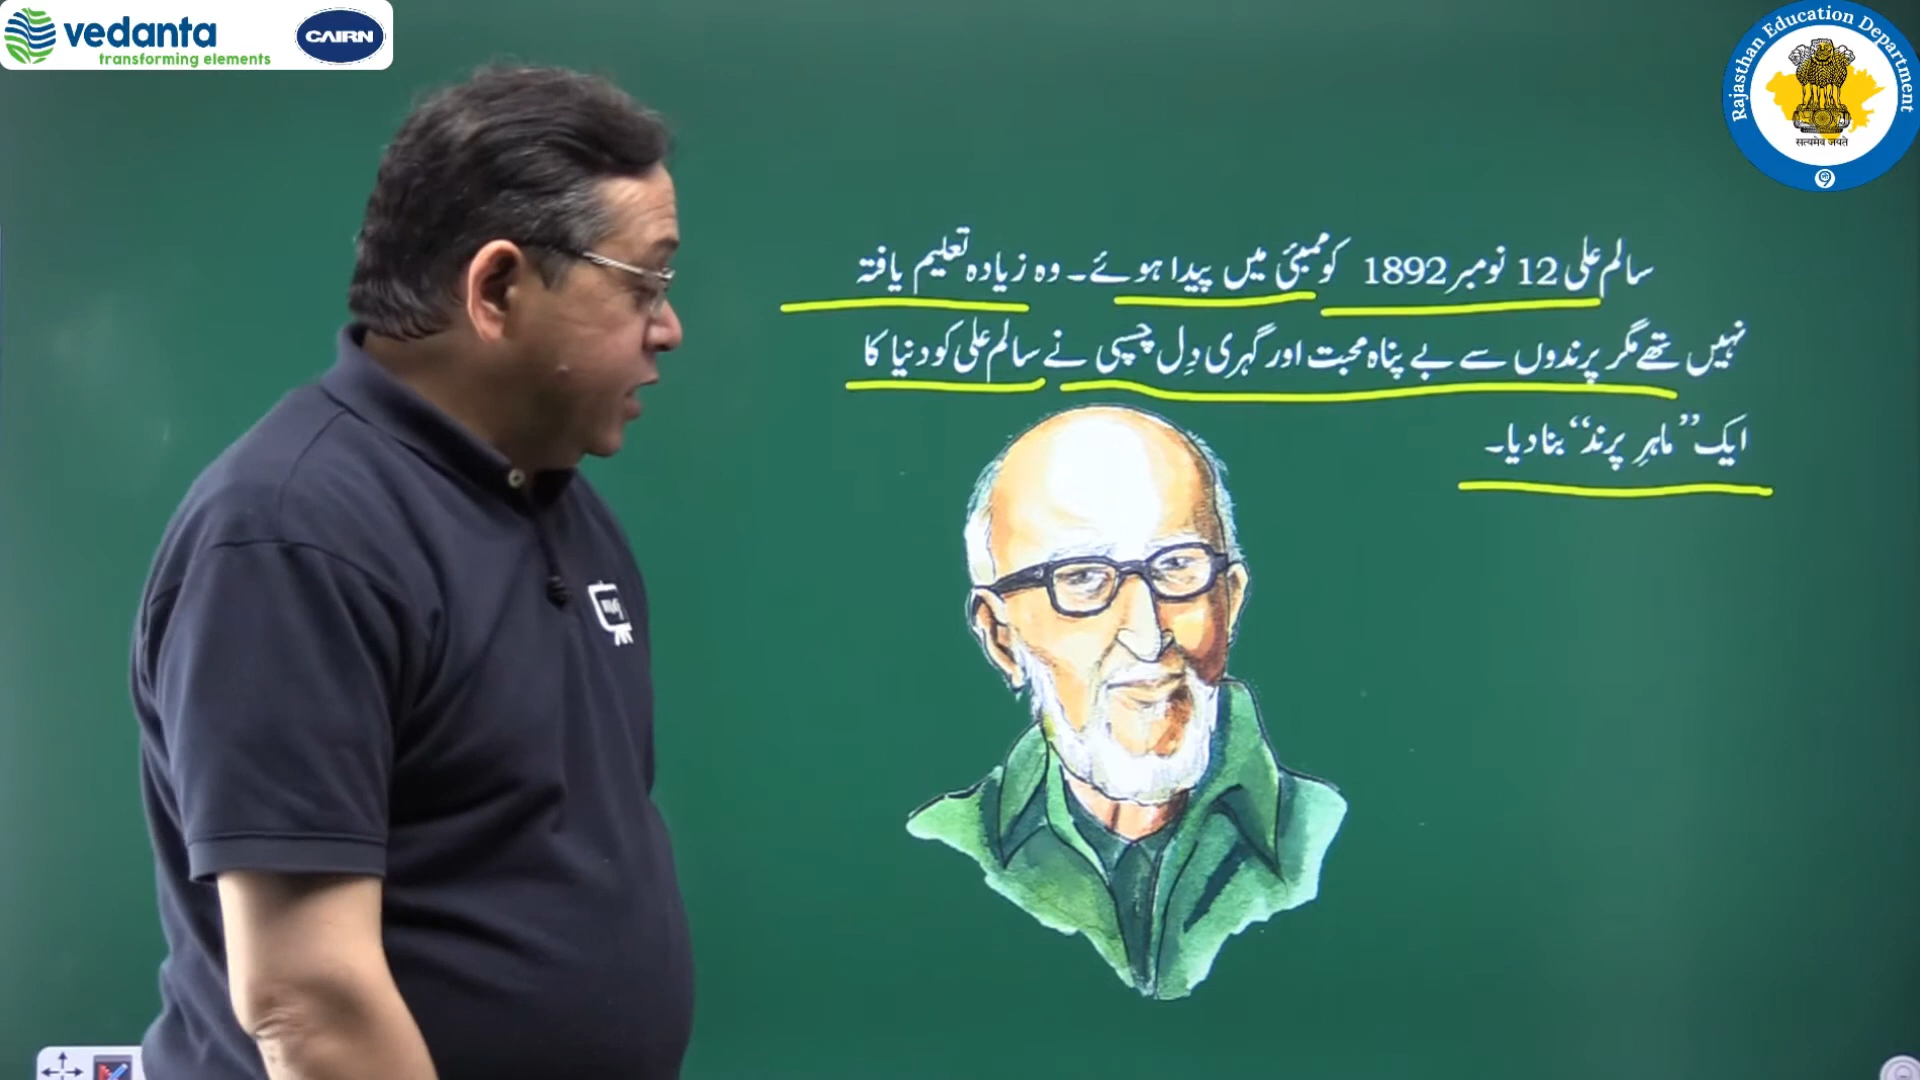 vedanta
transforming elements
CAIRN
Rajasthan Education Department
सत्यमेव जयते
سالم علی 12 نومبر 1892 کو ممبئی میں پیدا ہوئے۔ وہ زیادہ تعلیم یافتہ
نہیں تھے مگر پرندوں سے بے پناہ محبت اور گہری دِل چسپی نے سالم علی کو دنیا کا
ایک ’’ماہرِ پرند‘‘ بنا دیا۔